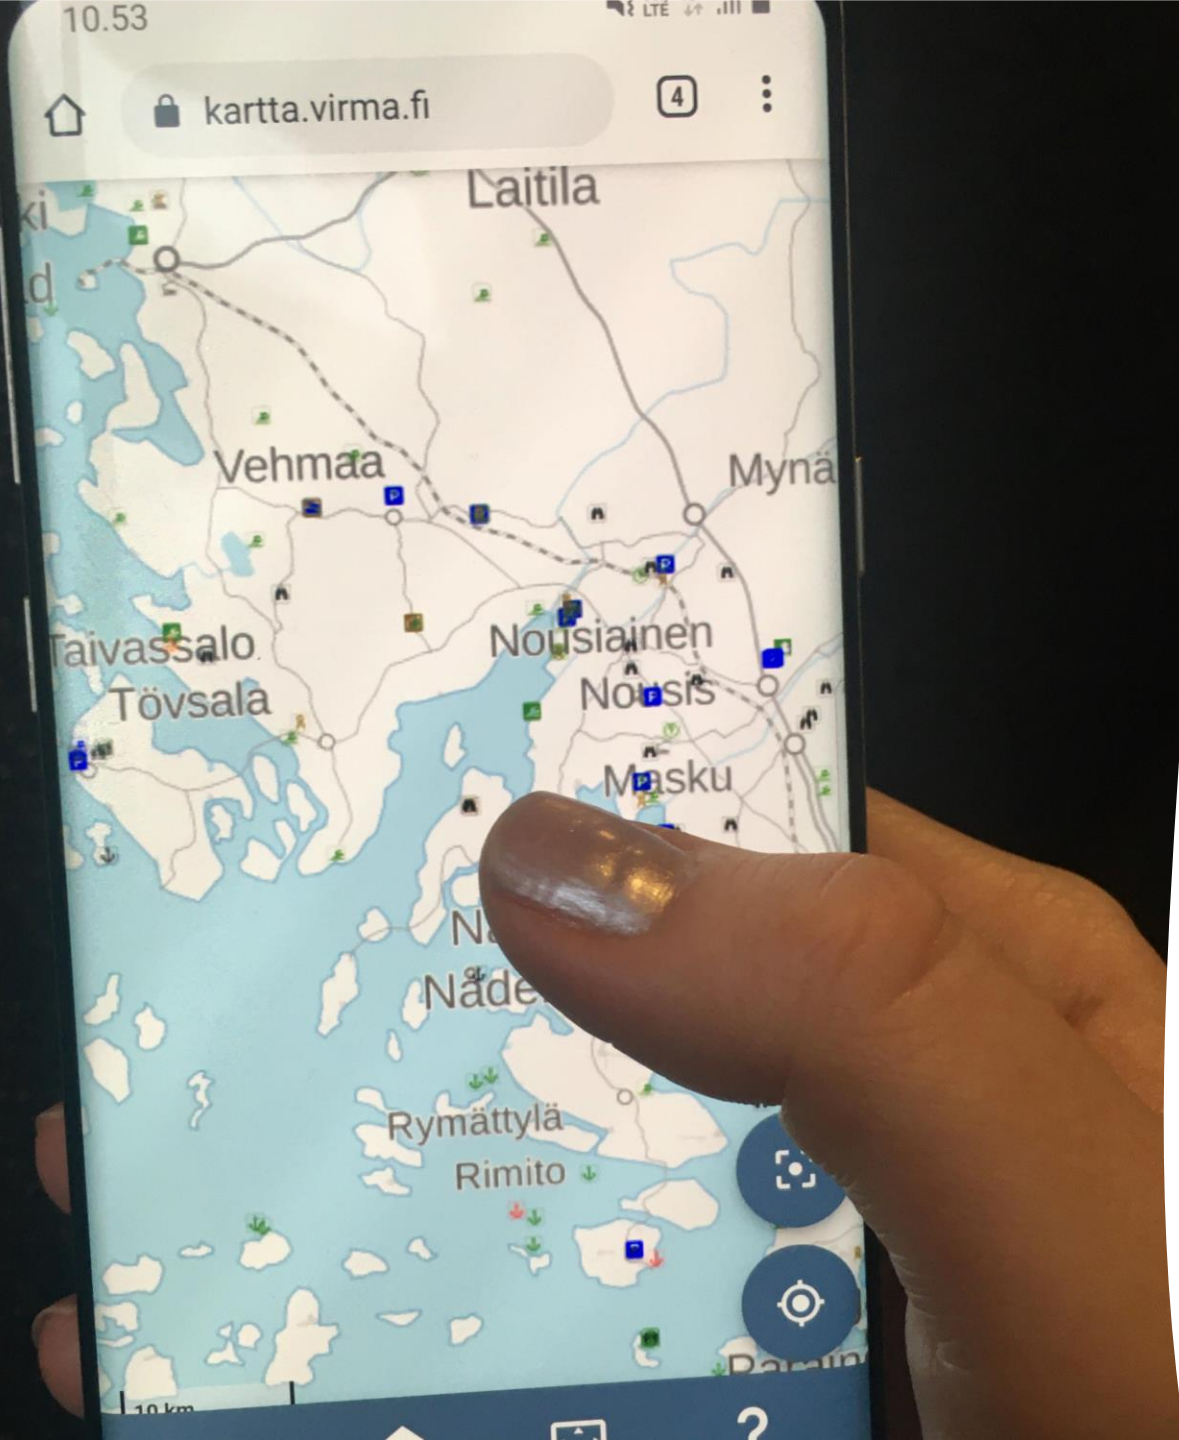 10.53
LTE
kartta.virma.fi
4
Laitila
ki
d
Vehmaa
Mynä
P
Taivassalo
Tövsala
Nousiainen
Nousis
P
Masku
P
Nåde
Rymättylä
Rimito
10 km
?